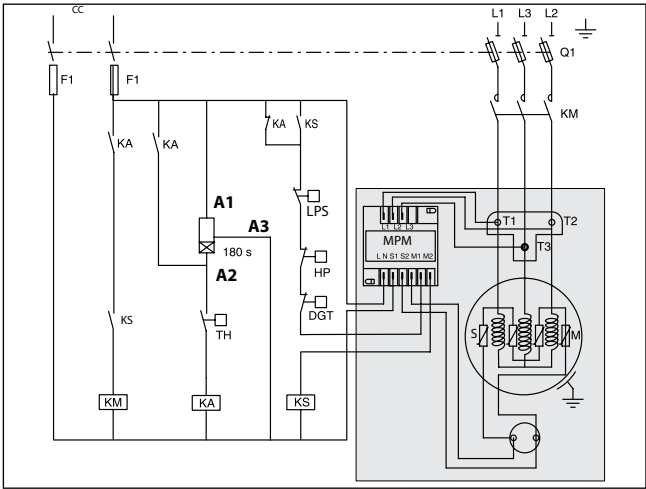 CC
L1 L3 L2
Q1
F1 F1
KM
KA KA KA KS
A1
LPS
A3
L1 L2 L3
T1 T2
MPM
180 s
L N S1 S2 M1 M2
T3
A2
HP
DGT
KS
TH
S M
KM KA KS